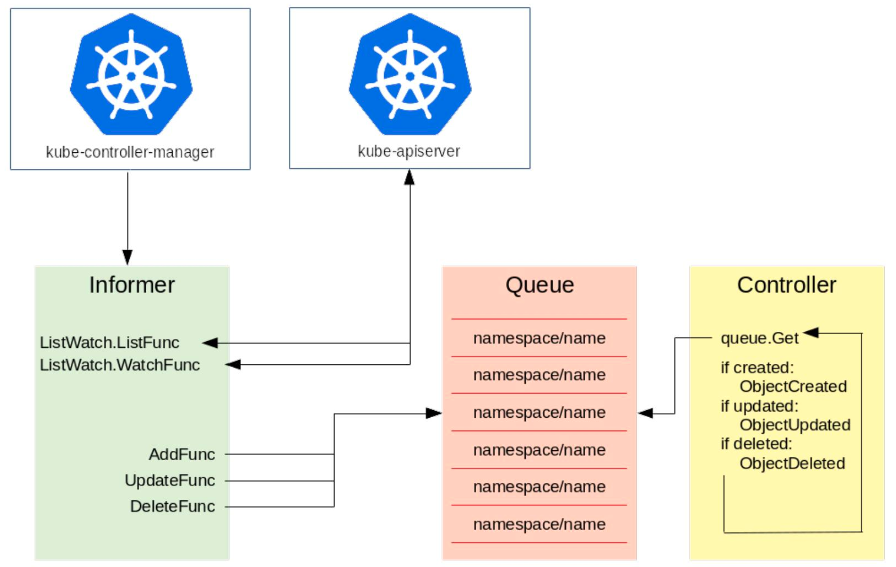 kube-controller-manager
kube-apiserver
Informer
ListWatch.ListFunc
ListWatch.WatchFunc
AddFunc
UpdateFunc
DeleteFunc
Queue
namespace/name
namespace/name
namespace/name
namespace/name
namespace/name
namespace/name
Controller
queue.Get
if created:
ObjectCreated
if updated:
ObjectUpdated
if deleted:
ObjectDeleted